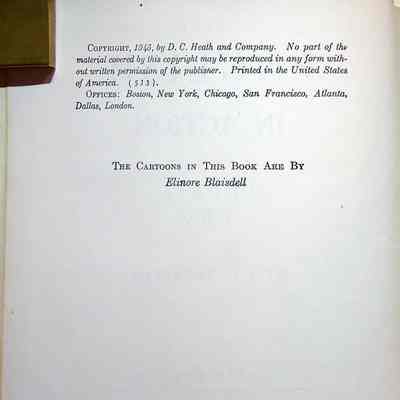 COPYRIGHT, 1945, by D. C. Heath and Company. No part of the
material covered by this copyright may be reproduced in any form with-
out written permission of the publisher. Printed in the United States
of America. (5 1 1).
OFFICES: Boston, New York, Chicago, San Francisco, Atlanta,
Dallas, London.
THE CARTOONS IN THIS BOOK ARE BY
Elinore Blaisdell